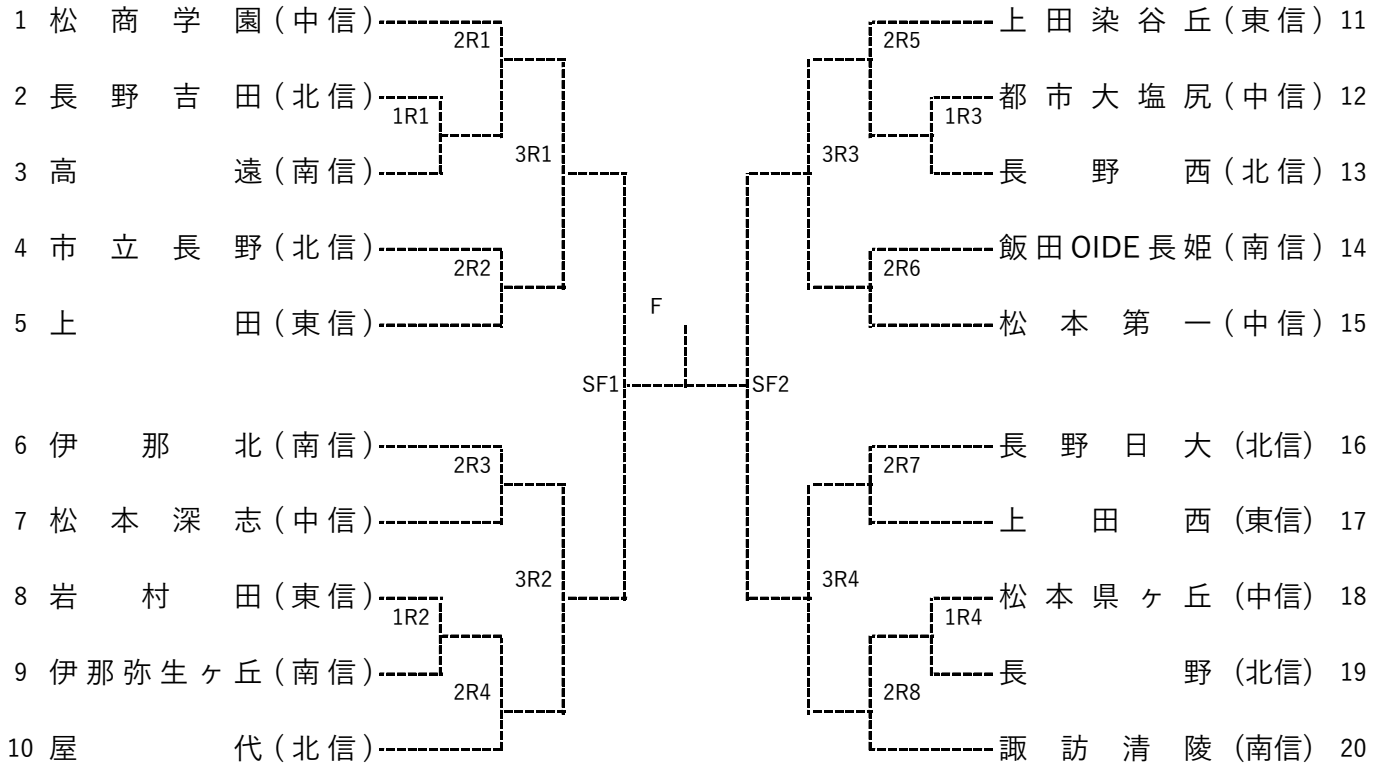 1 松商学園(中信) 上田染谷丘(東信) 11
2R1 2R5
2 長野吉田(北信) 都市大塩尻(中信) 12
1R1 1R3
3R1 3R3
3 高遠(南信) 長野西(北信) 13
4 市立長野(北信) 飯田OIDE長姫(南信) 14
2R2 2R6
F
5 上田(東信) 松本第一(中信) 15
SF1 SF2
6 伊那北(南信) 長野日大(北信) 16
2R3 2R7
7 松本深志(中信) 上田西(東信) 17
3R2 3R4
8 岩村田(東信) 松本県ヶ丘(中信) 18
1R2 1R4
9 伊那弥生ヶ丘(南信) 長野(北信) 19
2R4 2R8
10 屋代(北信) 諏訪清陵(南信) 20